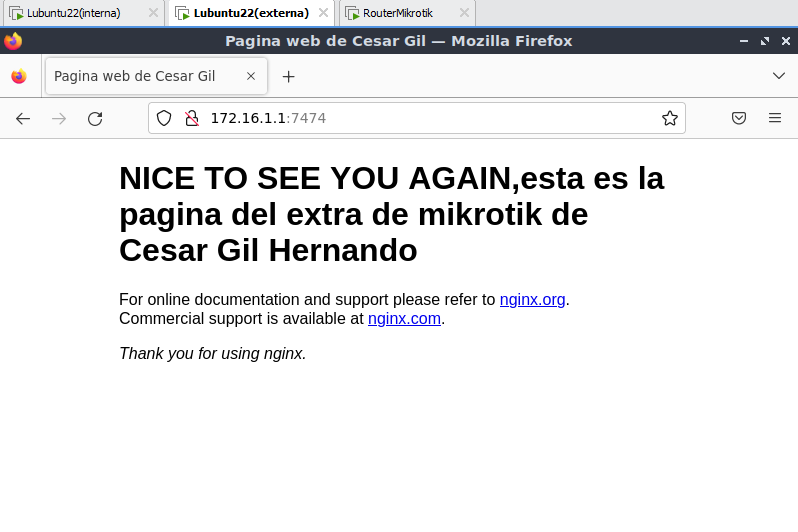 Lubuntu22(interna)
Lubuntu22(externa)
RouterMikrotik
Pagina web de Cesar Gil — Mozilla Firefox
Pagina web de Cesar Gil
172.16.1.1:7474
NICE TO SEE YOU AGAIN,esta es la
pagina del extra de mikrotik de
Cesar Gil Hernando
For online documentation and support please refer to nginx.org.
Commercial support is available at nginx.com.
Thank you for using nginx.